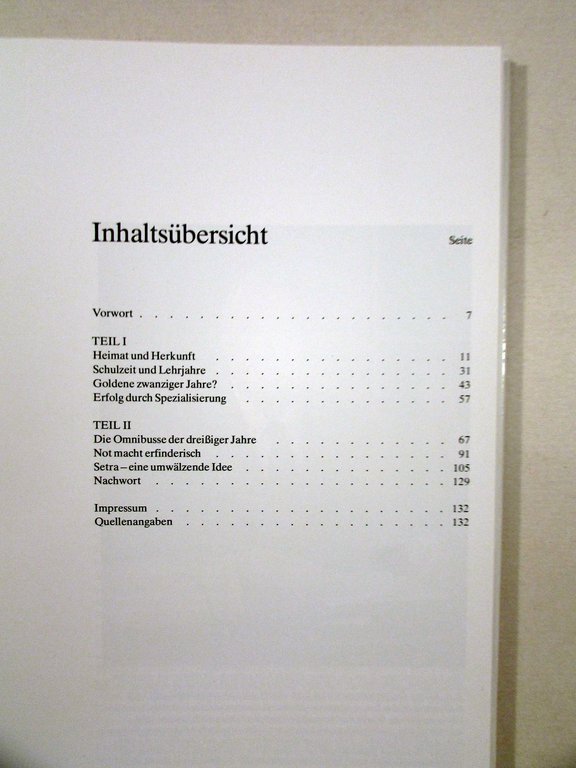 Inhaltsübersicht Seite
Vorwort . . . . . . . . . . . . . . . . . . . . 7
TEIL I
Heimat und Herkunft . . . . . . . . . . . . . . . 11
Schulzeit und Lehrjahre . . . . . . . . . . . . . . . 31
Goldene zwanziger Jahre? . . . . . . . . . . . . . . 43
Erfolg durch Spezialisierung . . . . . . . . . . . . . 57
TEIL II
Die Omnibusse der dreißiger Jahre . . . . . . . . . . . 67
Not macht erfinderisch . . . . . . . . . . . . . . . 91
Setra – eine umwälzende Idee . . . . . . . . . . . . . 105
Nachwort . . . . . . . . . . . . . . . . . . . 129
Impressum . . . . . . . . . . . . . . . . . . . 132
Quellenangaben . . . . . . . . . . . . . . . . . 132